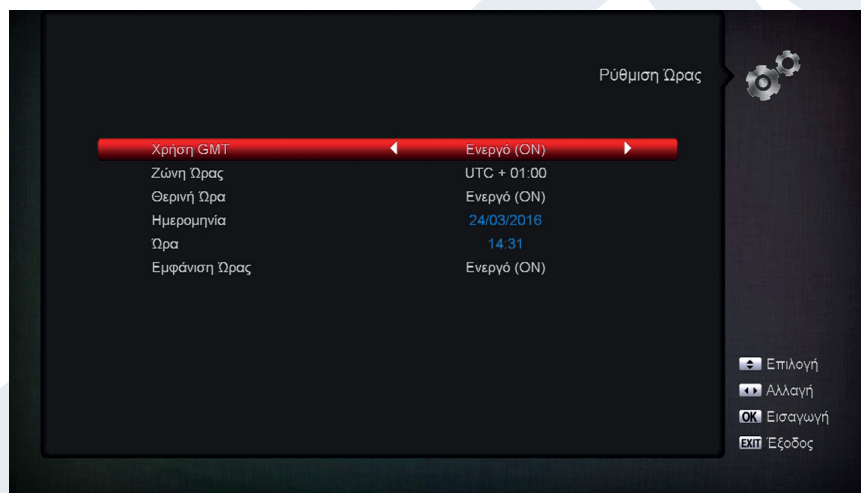 Ρύθμιση Ώρας
Χρήση GMT Ενεργό (ON)
Ζώνη Ώρας UTC + 01:00
Θερινή Ώρα Ενεργό (ON)
Ημερομηνία 24/03/2016
Ώρα 14:31
Εμφάνιση Ώρας Ενεργό (ON)
Επιλογή
Αλλαγή
OK Εισαγωγή
EXIT Έξοδος